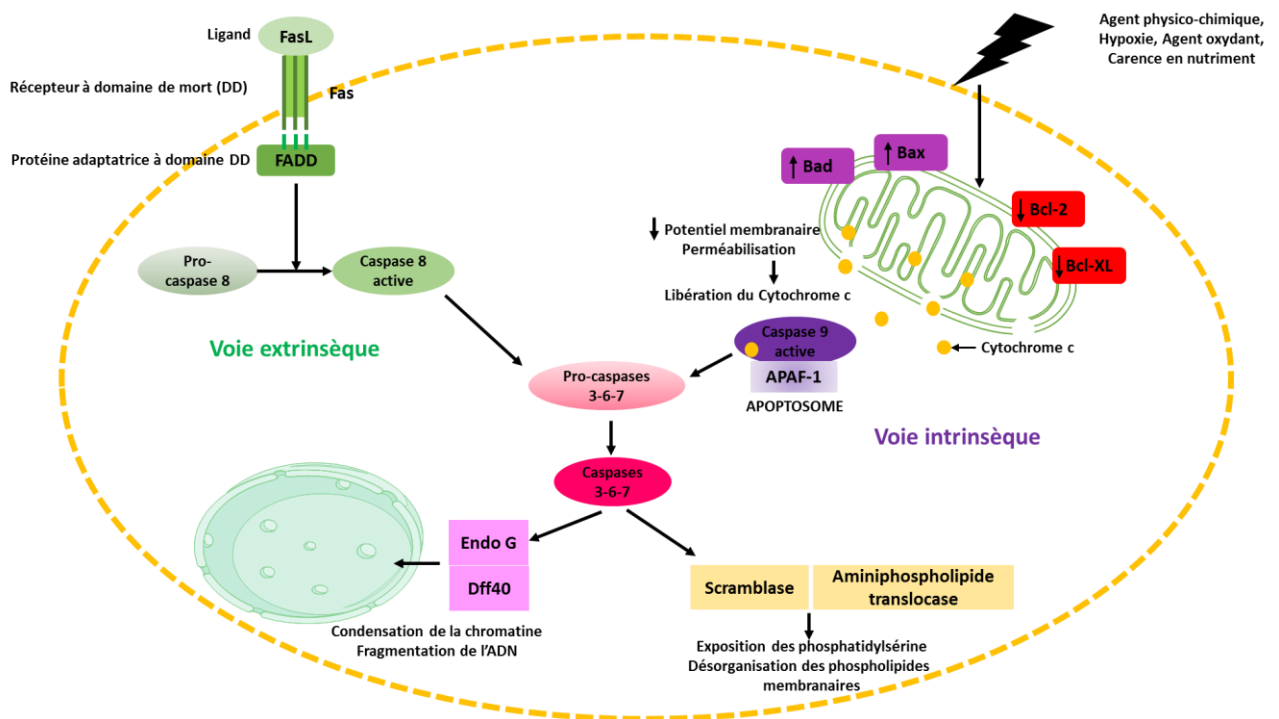 Ligand
FasL
Récepteur à domaine de mort (DD)
Fas
Protéine adaptatrice à domaine DD
FADD
Pro-
caspase 8
Caspase 8
active
Voie extrinsèque
Agent physico-chimique,
Hypoxie, Agent oxydant,
Carence en nutriment
Bad
Bax
Bcl-2
Bcl-XL
Potentiel membranaire
Perméabilisation
Libération du Cytochrome c
Cytochrome c
Caspase 9
active
APAF-1
APOPTOSOME
Voie intrinsèque
Pro-caspases
3-6-7
Caspases
3-6-7
Endo G
Dff40
Condensation de la chromatine
Fragmentation de l'ADN
Scramblase
Aminiphospholipide
translocase
Exposition des phosphatidylsérine
Désorganisation des phospholipides
membranaires